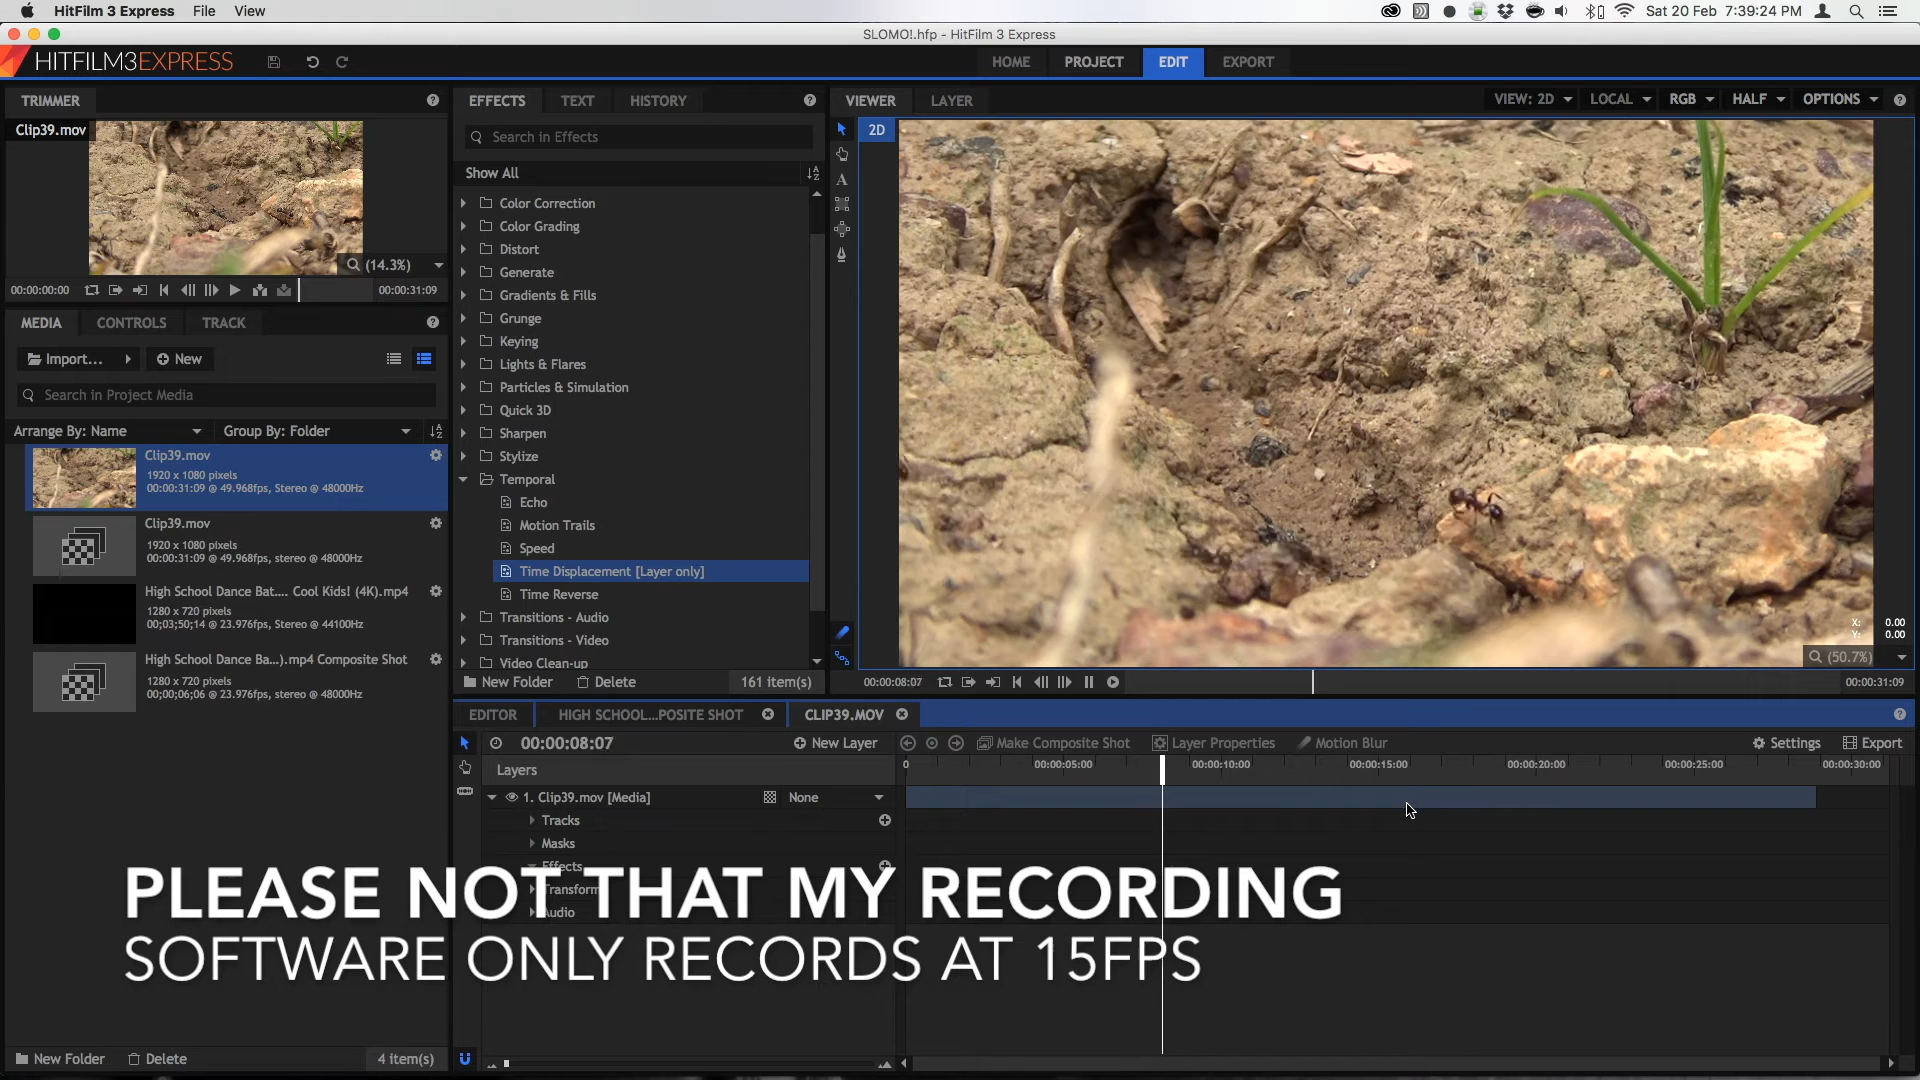 HitFilm 3 Express File View Sat 20 Feb 7:39:24 PM
SLOMO!.hfp - HitFilm 3 Express
HITFILM3EXPRESS HOME PROJECT EDIT EXPORT
TRIMMER
Clip39.mov
(14.3%)
00:00:00:00 00:00:31:09
MEDIA CONTROLS TRACK
Import... New
Search in Project Media
Arrange By: Name Group By: Folder
Clip39.mov
1920 x 1080 pixels
00:00:31:09 @ 49.968fps, Stereo @ 48000Hz
Clip39.mov
1920 x 1080 pixels
00:00:31:09 @ 49.968fps, stereo @ 48000Hz
High School Dance Bat.... Cool Kids! (4K).mp4
1280 x 720 pixels
00;03;50;14 @ 23.976fps, Stereo @ 44100Hz
High School Dance Ba...).mp4 Composite Shot
1280 x 720 pixels
00;00;06;06 @ 23.976fps, stereo @ 48000Hz
New Folder Delete 4 item(s)
EFFECTS TEXT HISTORY
Search in Effects
Show All
Color Correction
Color Grading
Distort
Generate
Gradients & Fills
Grunge
Keying
Lights & Flares
Particles & Simulation
Quick 3D
Sharpen
Stylize
Temporal
Echo
Motion Trails
Speed
Time Displacement [Layer only]
Time Reverse
Transitions - Audio
Transitions - Video
Video Clean-up
New Folder Delete 161 item(s)
VIEWER LAYER VIEW: 2D LOCAL RGB HALF OPTIONS
2D
A
X: 0.00
Y: 0.00
(50.7%)
00:00:08:07 00:00:31:09
EDITOR HIGH SCHOOL...POSITE SHOT CLIP39.MOV
00:00:08:07 New Layer Make Composite Shot Layer Properties Motion Blur Settings Export
Layers 0 00:00:05:00 00:00:10:00 00:00:15:00 00:00:20:00 00:00:25:00 00:00:30:00
1. Clip39.mov [Media] None
Tracks
Masks
Effects
Transform
Audio
PLEASE NOT THAT MY RECORDING
SOFTWARE ONLY RECORDS AT 15FPS